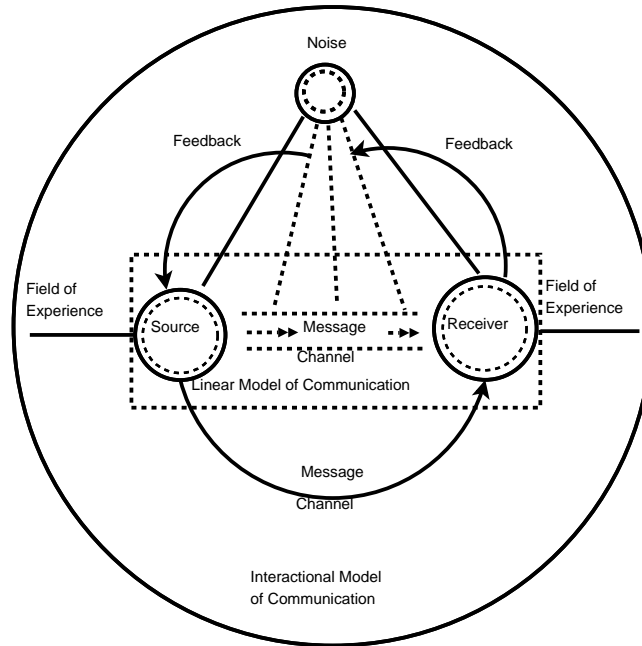 Noise
Feedback
Feedback
Field of
Experience
Field of
Experience
Source
Message
Receiver
Channel
Linear Model of Communication
Message
Channel
Interactional Model
of Communication